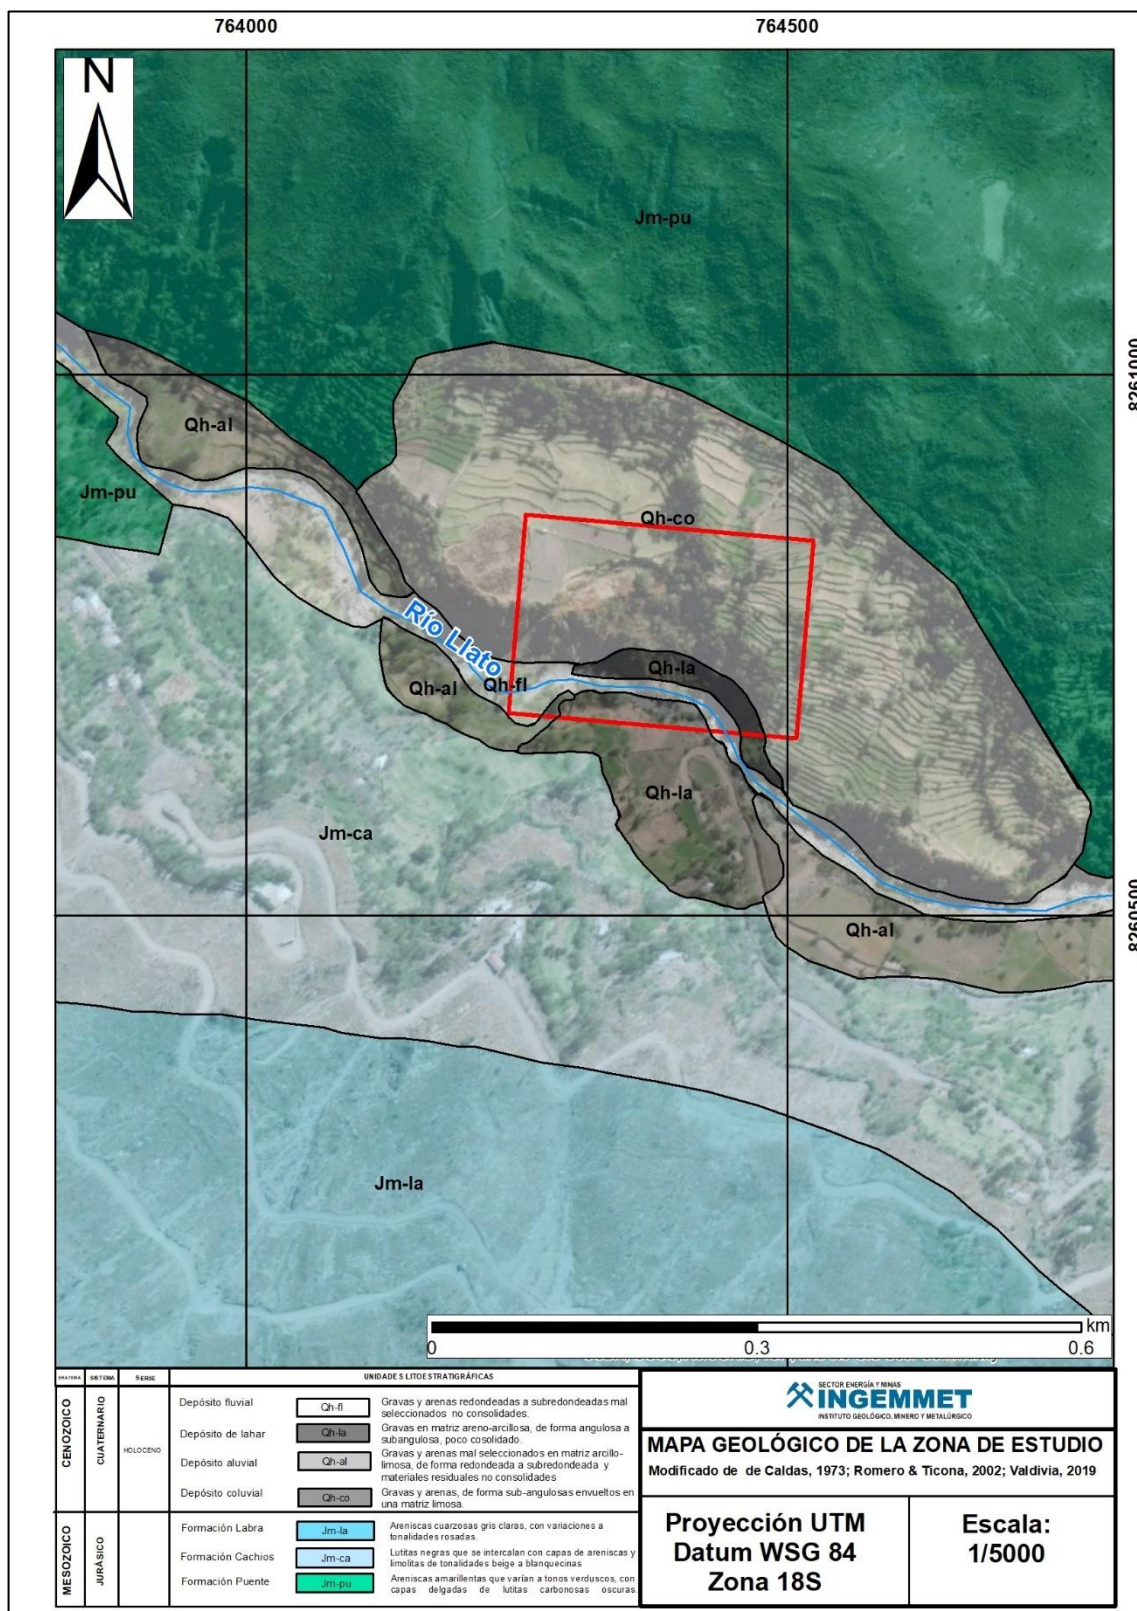 764000
764500
N
Jm-pu
8261000
Qh-al
Jm-pu
Qh-co
Río Llato
Qh-la
Qh-al
Qh-fl
Qh-la
Jm-ca
8260500
Qh-al
Jm-la
km
0
0.3
0.6
ERATEMA
SISTEMA
SERIE
UNIDADES LITOESTRATIGRÁFICAS
CENOZOICO
CUATERNARIO
HOLOCENO
Depósito fluvial
Qh-fl
Gravas y arenas redondeadas a subredondeadas mal
seleccionados no consolidades.
Depósito de lahar
Qh-la
Gravas en matriz areno-arcillosa, de forma angulosa a
subangulosa, poco cosolidado.
Depósito aluvial
Qh-al
Gravas y arenas mal seleccionados en matriz arcillo-
limosa, de forma redondeada a subredondeada y
materiales residuales no consolidades
Depósito coluvial
Qh-co
Gravas y arenas, de forma sub-angulosas envueltos en
una matriz limosa.
MESOZOICO
JURÁSICO
Formación Labra
Jm-la
Areniscas cuarzosas gris claras, con variaciones a
tonalidades rosadas.
Formación Cachios
Jm-ca
Lutitas negras que se intercalan con capas de areniscas y
limolitas de tonalidades beige a blanquecinas
Formación Puente
Jm-pu
Areniscas amarillentas que varían a tonos verduscos, con
capas delgadas de lutitas carbonosas oscuras.
SECTOR ENERGÍA Y MINAS
INGEMMET
INSTITUTO GEOLÓGICO, MINERO Y METALÚRGICO
MAPA GEOLÓGICO DE LA ZONA DE ESTUDIO
Modificado de de Caldas, 1973; Romero & Ticona, 2002; Valdivia, 2019
Proyección UTM
Datum WSG 84
Zona 18S
Escala:
1/5000